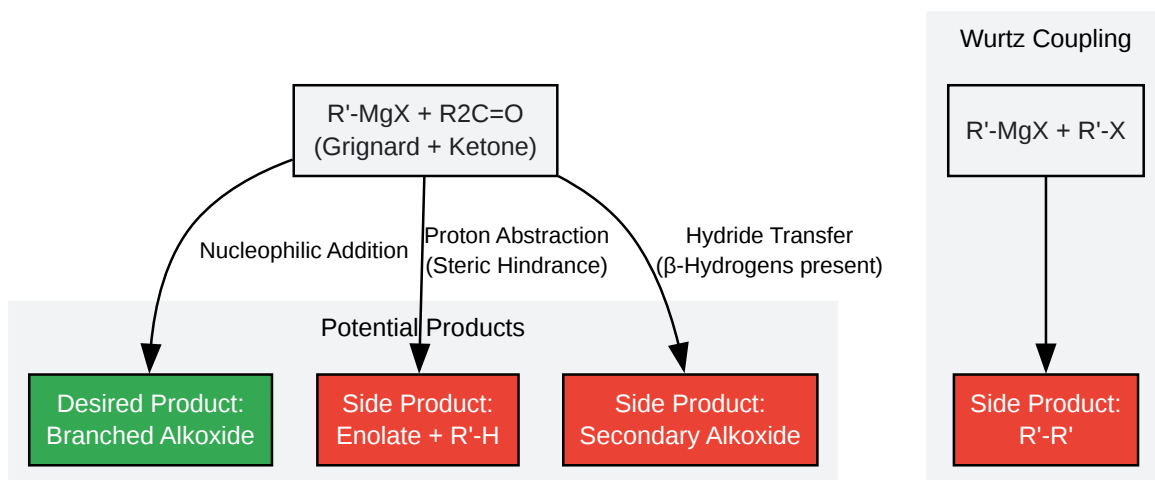 Wurtz Coupling
R'-MgX + R2C=O
(Grignard + Ketone)
R'-MgX + R'-X
Nucleophilic Addition
Proton Abstraction
(Steric Hindrance)
Hydride Transfer
(β-Hydrogens present)
Potential Products
Desired Product:
Branched Alkoxide
Side Product:
Enolate + R'-H
Side Product:
Secondary Alkoxide
Side Product:
R'-R'